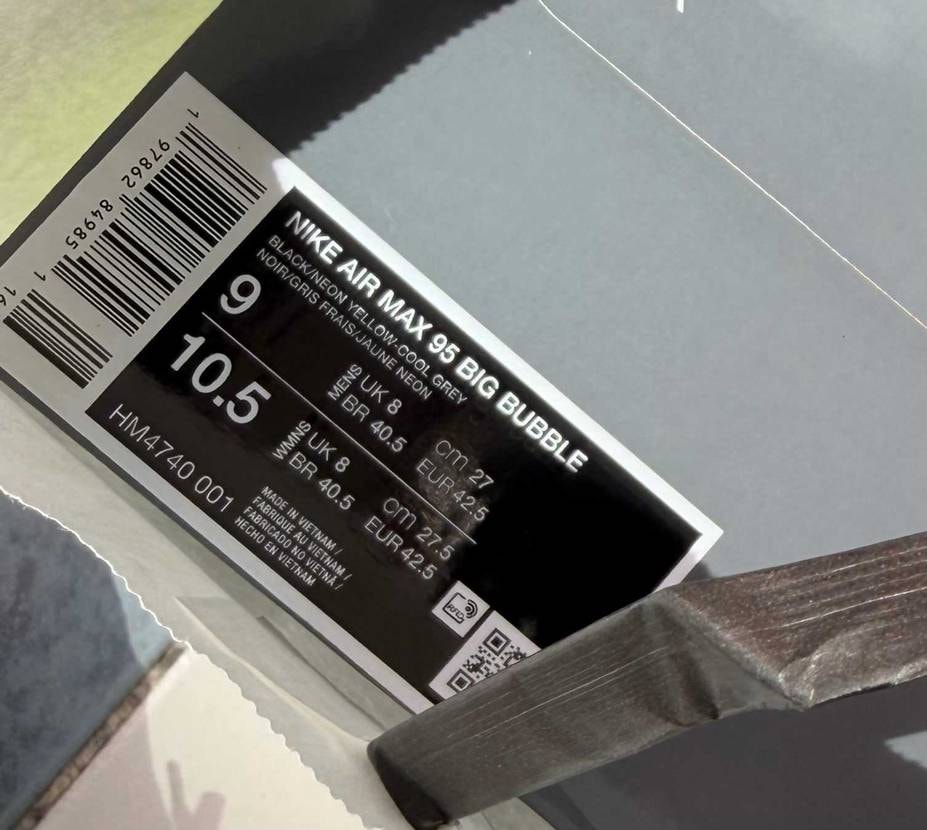 NIKE AIR MAX 95 BIG BUBBLE
BLACK/NEON YELLOW-COOL GREY
NOIR/GRIS FRAIS/JAUNE NEON
9
MENS
UK 8
BR 40.5
cm 27
EUR 42.5
10.5
WMNS
UK 8
BR 40.5
cm 27.5
EUR 42.5
HM4740 001
MADE IN VIETNAM /
FABRIQUE AU VIETNAM /
FABRICADO NO VIETNÃ /
HECHO EN VIETNAM
RFID
1 97862 84985 1 16